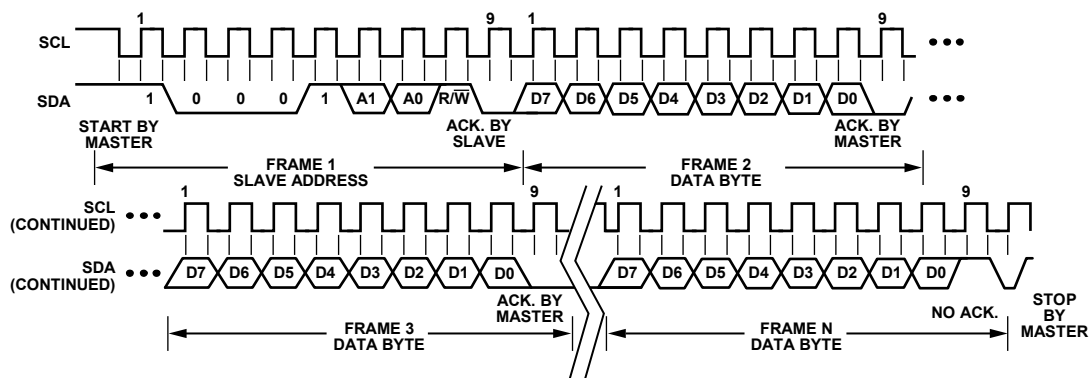 1 9 1 9
SCL
SDA
1 0 0 0 1 A1 A0 R/W D7 D6 D5 D4 D3 D2 D1 D0
START BY
MASTER
ACK. BY
SLAVE
ACK. BY
MASTER
FRAME 1
SLAVE ADDRESS
FRAME 2
DATA BYTE
1 9 1 9
SCL
(CONTINUED)
SDA
(CONTINUED)
D7 D6 D5 D4 D3 D2 D1 D0 D7 D6 D5 D4 D3 D2 D1 D0
ACK. BY
MASTER
NO ACK.
STOP
BY
MASTER
FRAME 3
DATA BYTE
FRAME N
DATA BYTE